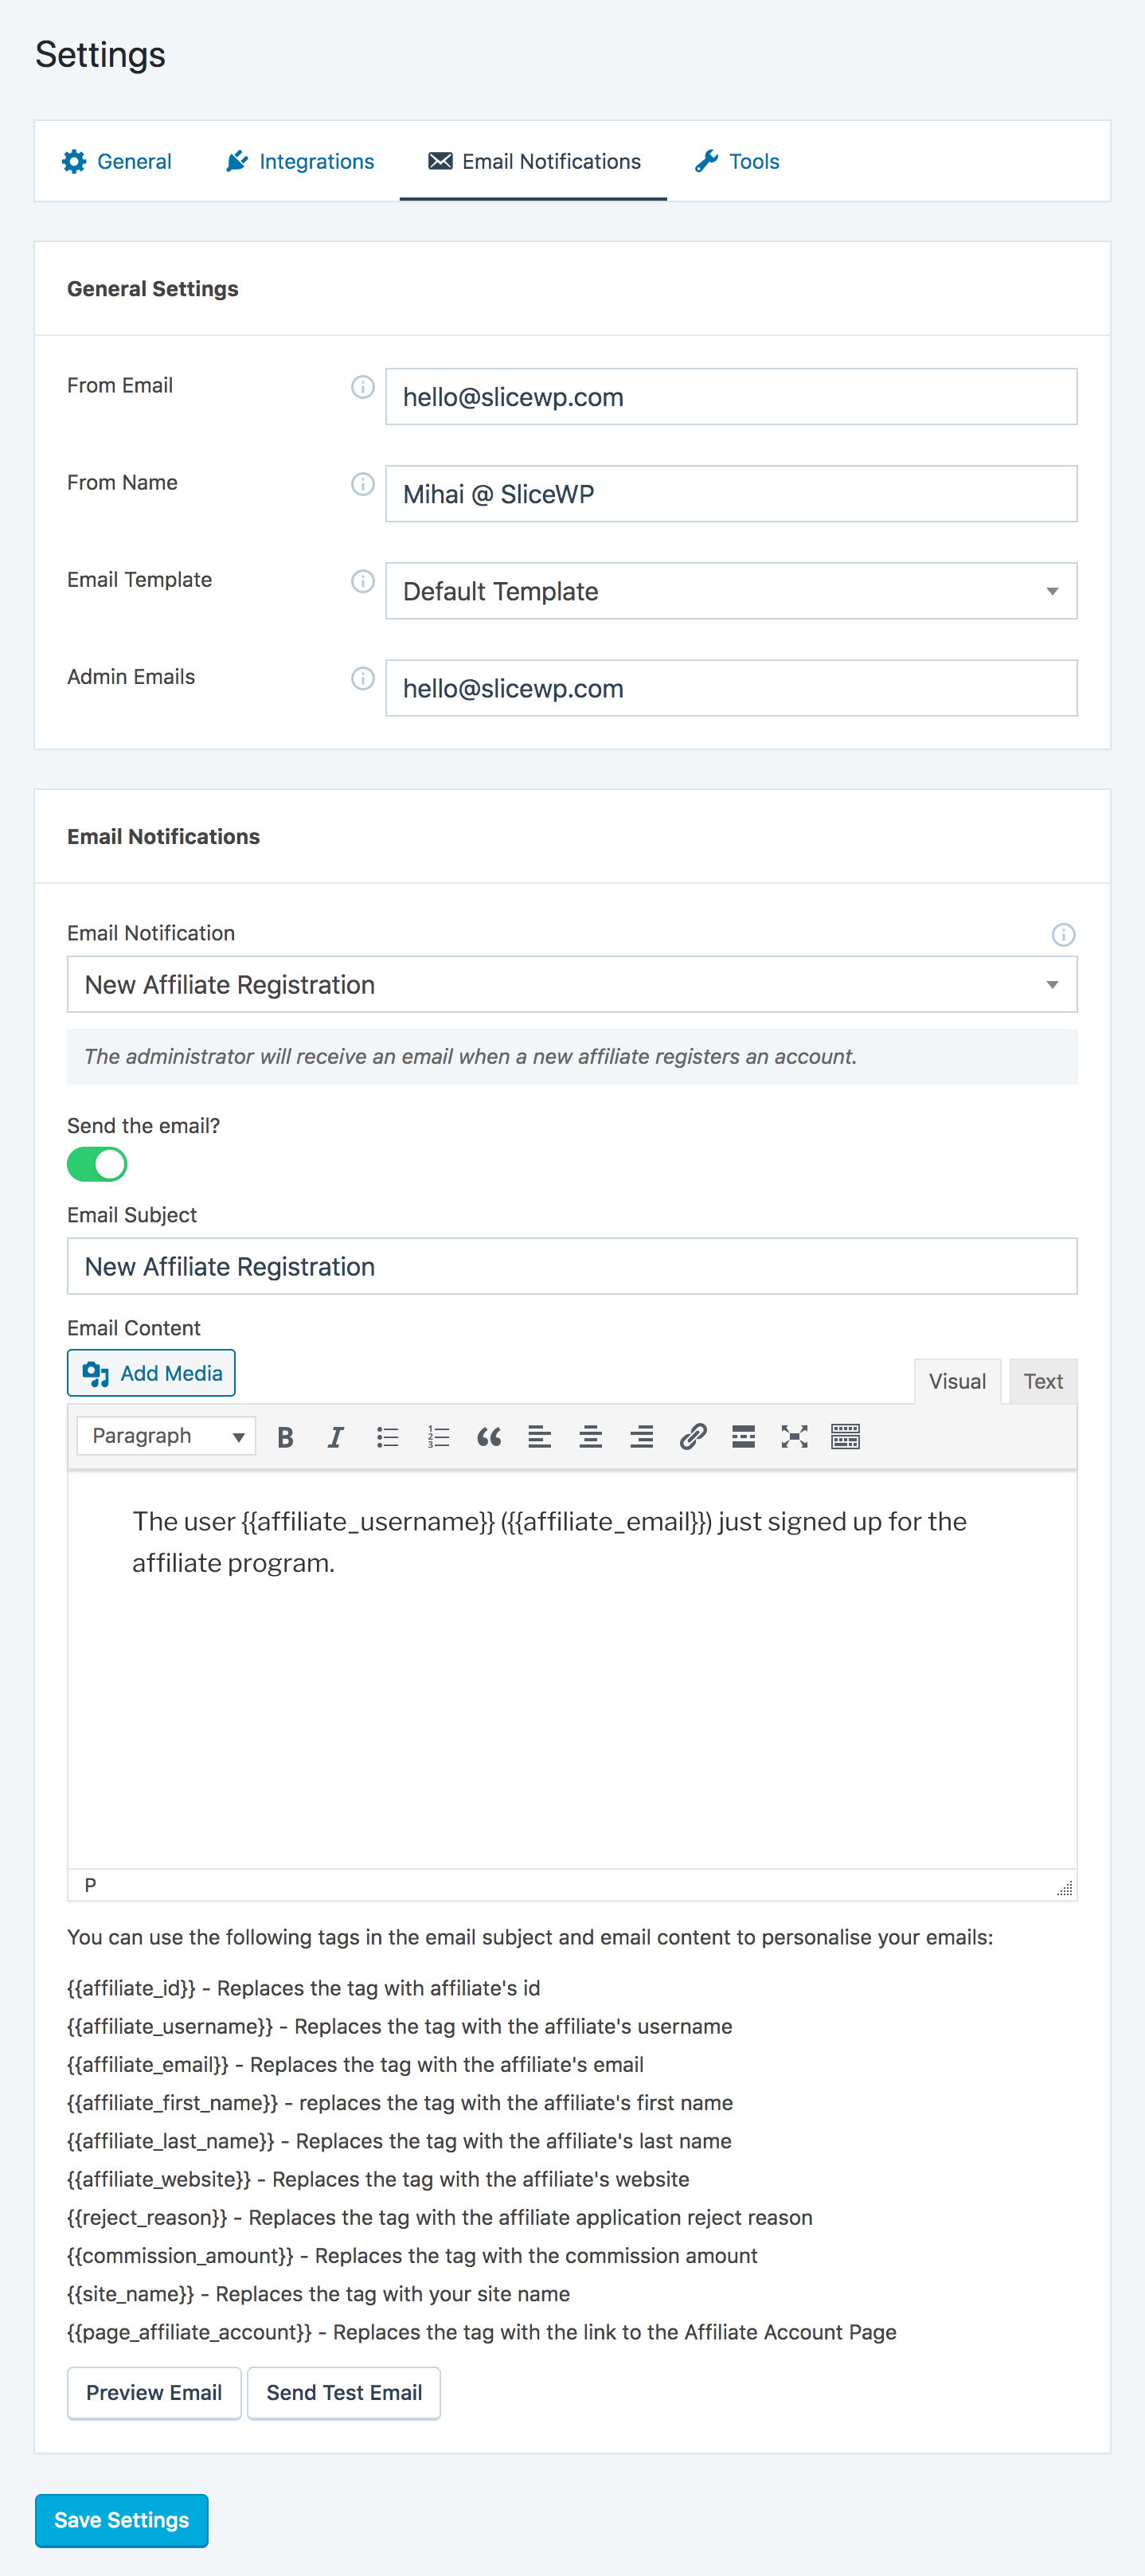 Settings
General Integrations Email Notifications Tools
General Settings
From Email
hello@slicewp.com
From Name
Mihai @ SliceWP
Email Template
Default Template
Admin Emails
hello@slicewp.com
Email Notifications
Email Notification
New Affiliate Registration
The administrator will receive an email when a new affiliate registers an account.
Send the email?
Email Subject
New Affiliate Registration
Email Content
Add Media
Visual Text
Paragraph
The user {{affiliate_username}} ({{affiliate_email}}) just signed up for the
affiliate program.
P
You can use the following tags in the email subject and email content to personalise your emails:
{{affiliate_id}} - Replaces the tag with affiliate's id
{{affiliate_username}} - Replaces the tag with the affiliate's username
{{affiliate_email}} - Replaces the tag with the affiliate's email
{{affiliate_first_name}} - replaces the tag with the affiliate's first name
{{affiliate_last_name}} - Replaces the tag with the affiliate's last name
{{affiliate_website}} - Replaces the tag with the affiliate's website
{{reject_reason}} - Replaces the tag with the affiliate application reject reason
{{commission_amount}} - Replaces the tag with the commission amount
{{site_name}} - Replaces the tag with your site name
{{page_affiliate_account}} - Replaces the tag with the link to the Affiliate Account Page
Preview Email Send Test Email
Save Settings